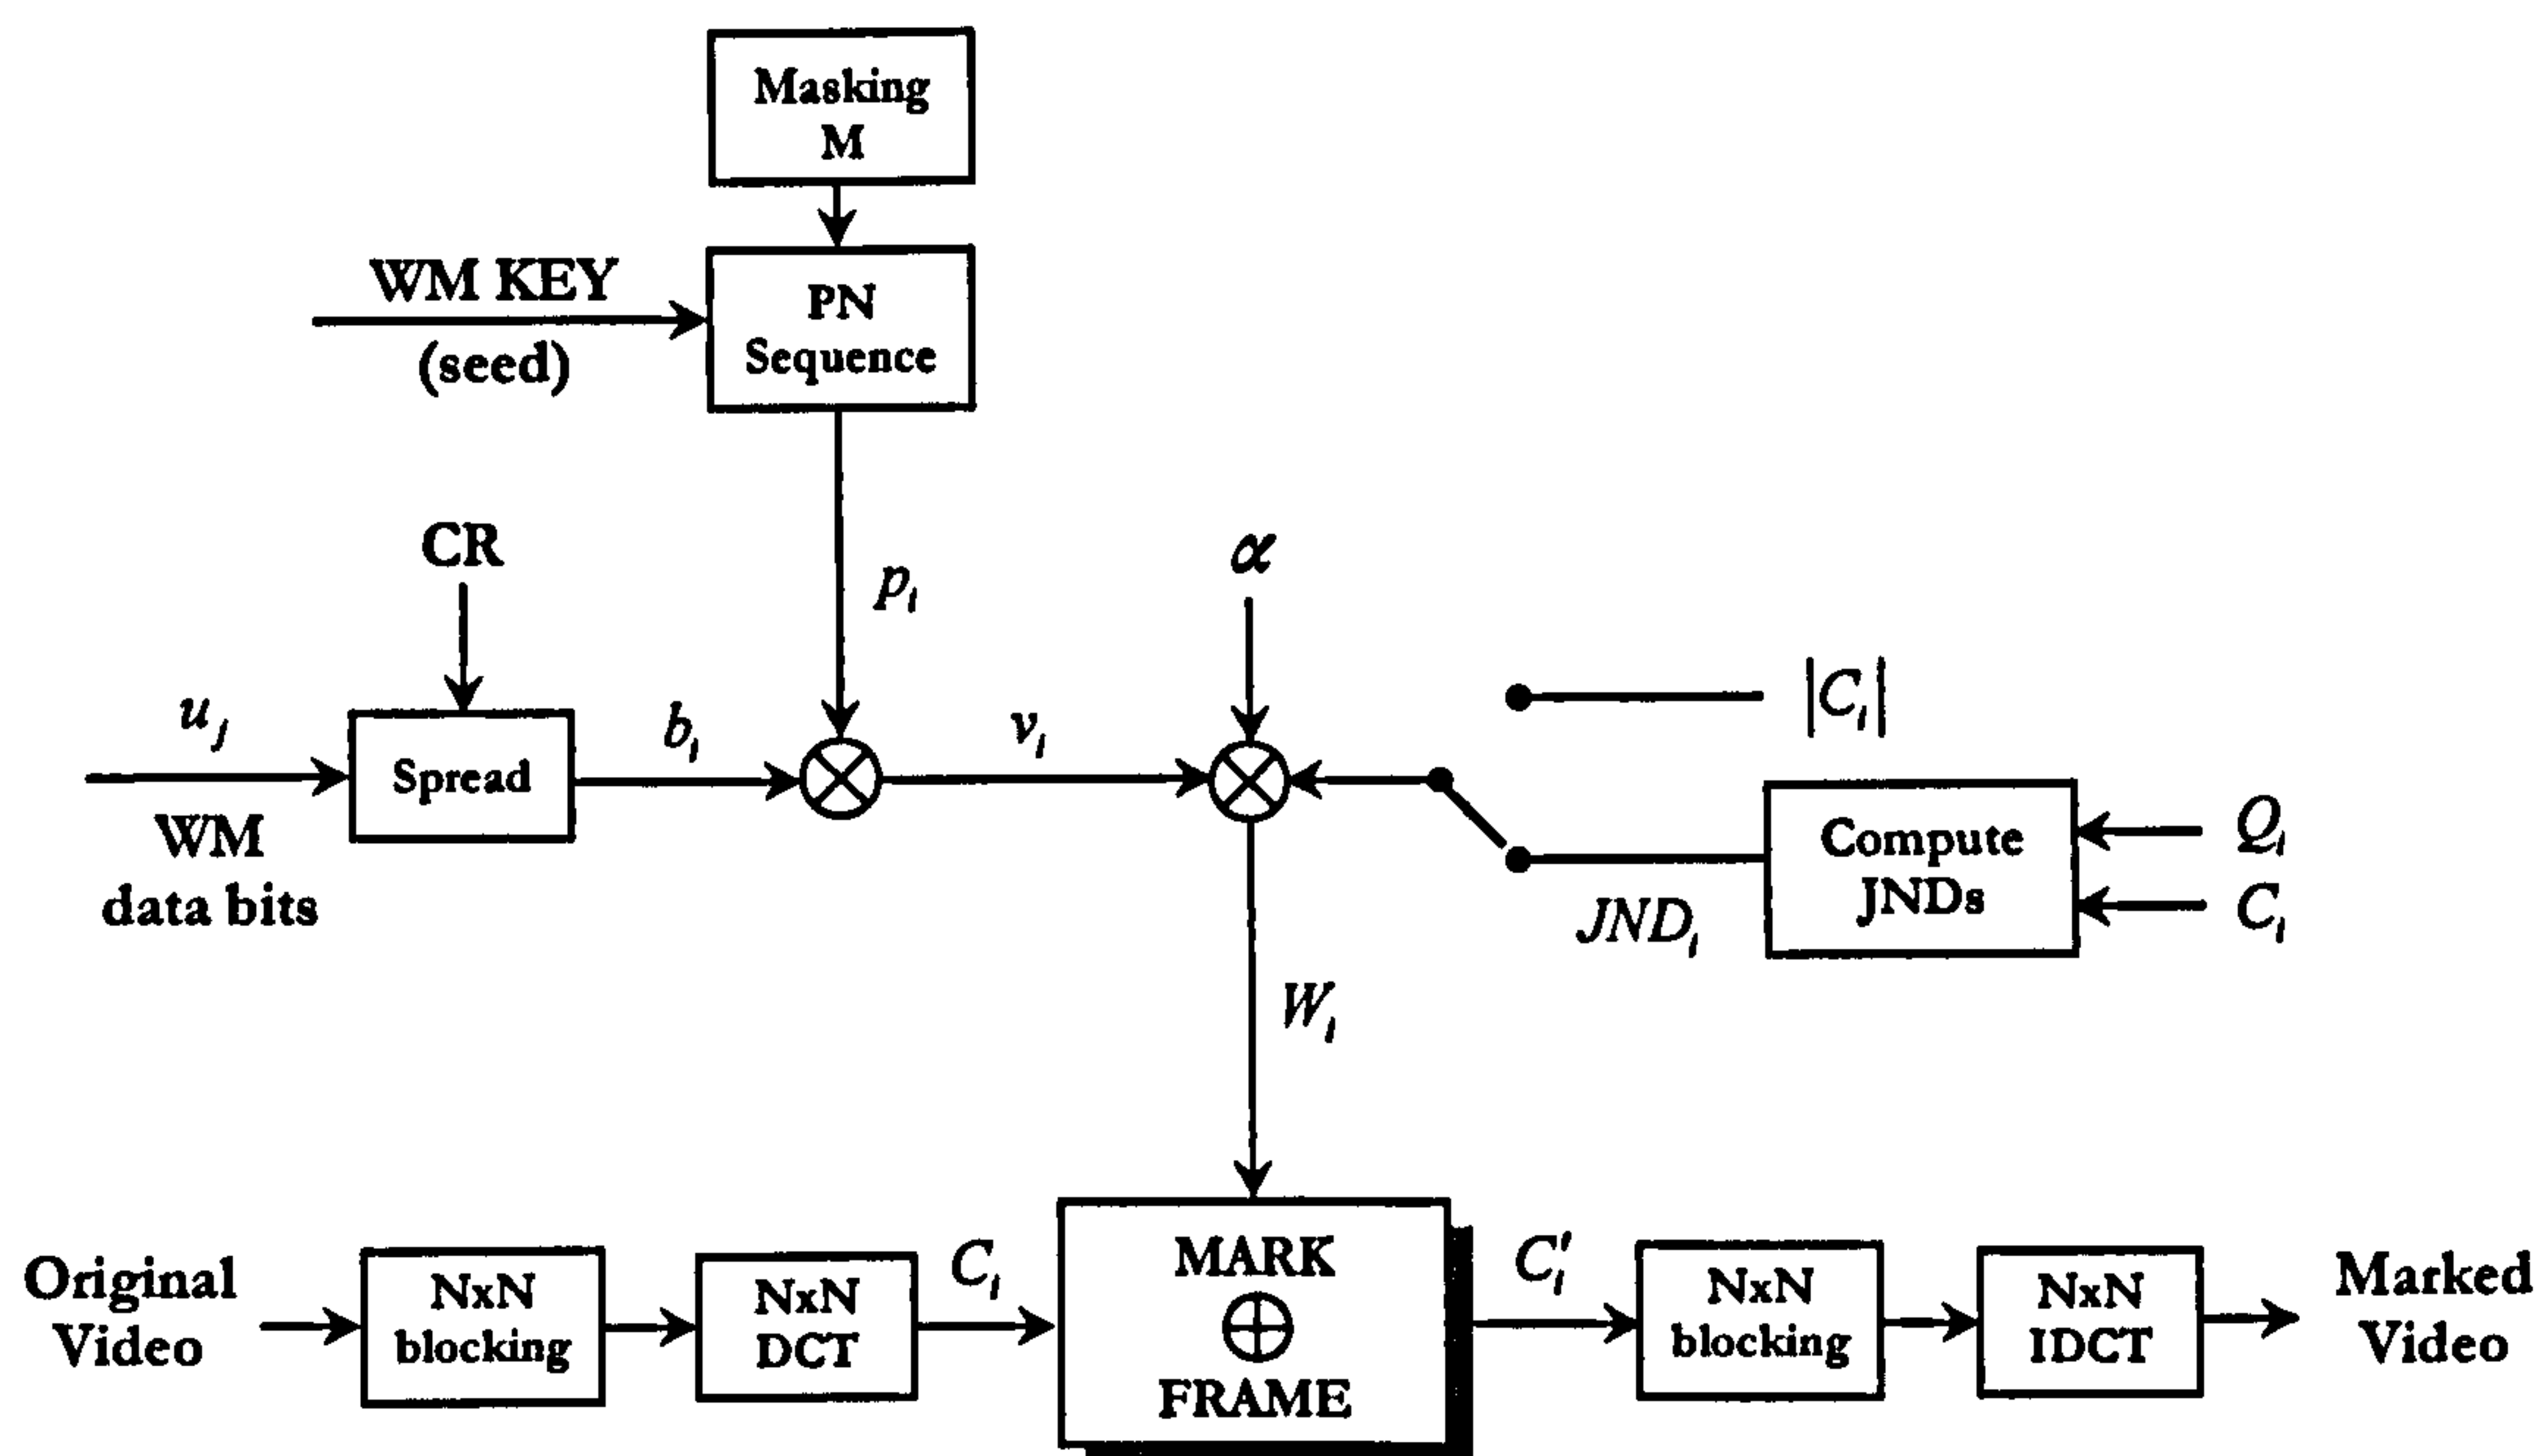 Masking
M
WM KEY
(seed)
PN
Sequence
p_i
CR
α
u_j
WM
data bits
Spread
b_i
v_i
|C_i|
Compute
JNDs
JND_i
Q_i
C_i
W_i
Original
Video
NxN
blocking
NxN
DCT
C_i
MARK
⊕
FRAME
C'_i
NxN
blocking
NxN
IDCT
Marked
Video